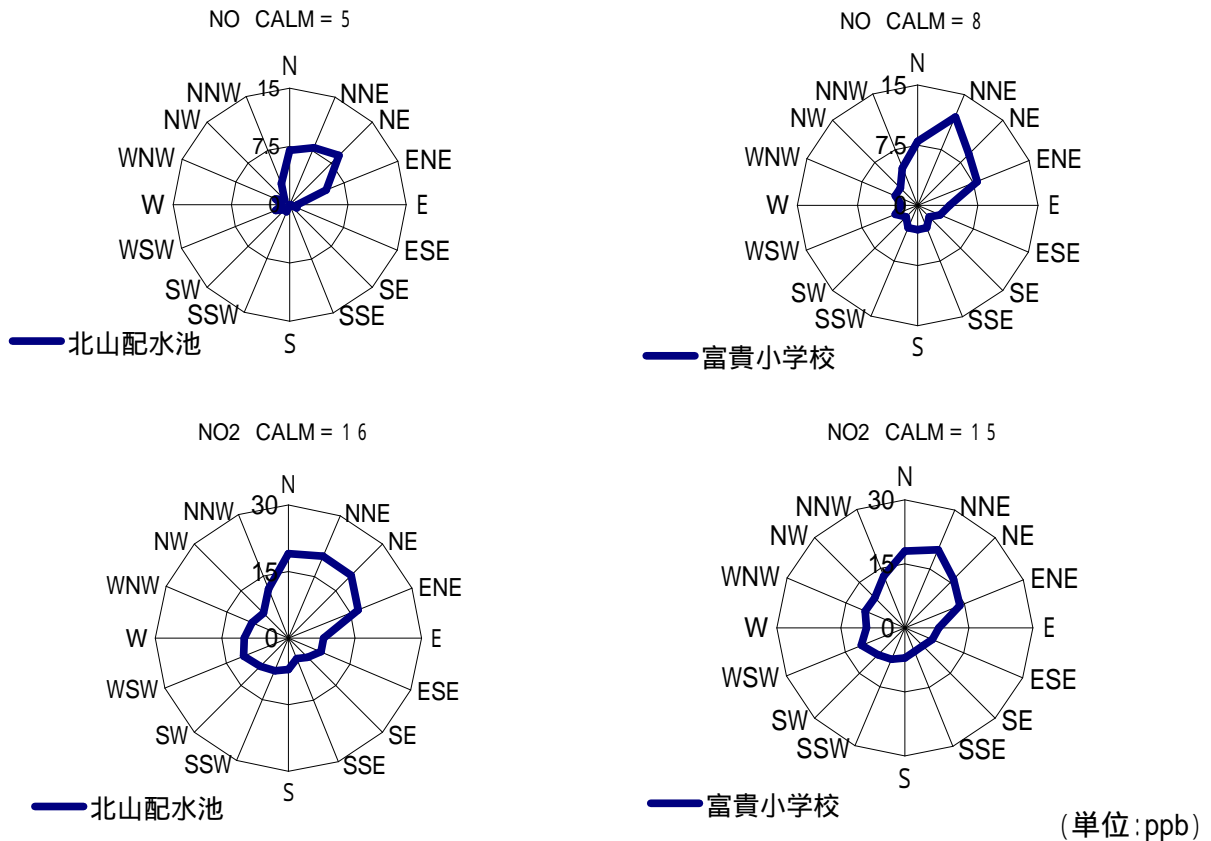 NO CALM = 5
N
NNE
NE
ENE
E
ESE
SE
SSE
S
SSW
SW
WSW
W
WNW
NW
NNW
15
7.5
0
北山配水池
NO CALM = 8
N
NNE
NE
ENE
E
ESE
SE
SSE
S
SSW
SW
WSW
W
WNW
NW
NNW
15
7.5
0
富貴小学校
NO2 CALM = 16
N
NNE
NE
ENE
E
ESE
SE
SSE
S
SSW
SW
WSW
W
WNW
NW
NNW
30
15
0
北山配水池
NO2 CALM = 15
N
NNE
NE
ENE
E
ESE
SE
SSE
S
SSW
SW
WSW
W
WNW
NW
NNW
30
15
0
富貴小学校
(単位:ppb)